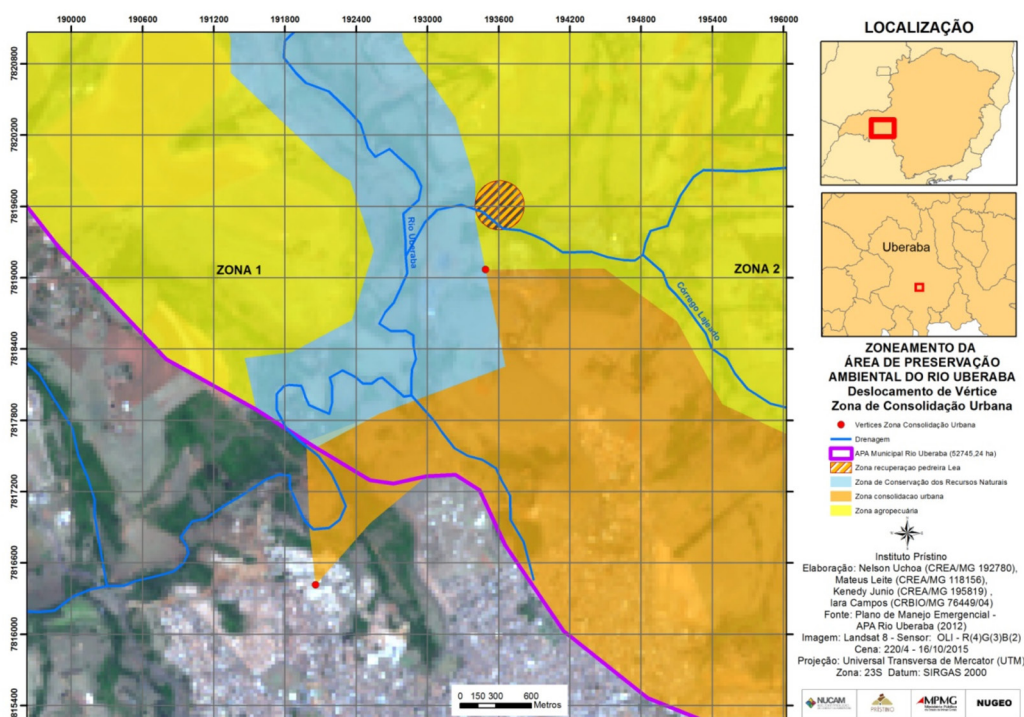 190000 190600 191200 191800 192400 193000 193600 194200 194800 195400 196000
7820800
7820200
7819600
7819000
7818400
7817800
7817200
7816600
7816000
7815400
ZONA 1
Rio Uberaba
ZONA 2
Córrego Lajeado
0 150 300 600
Metros
LOCALIZAÇÃO
Uberaba
ZONEAMENTO DA
ÁREA DE PRESERVAÇÃO
AMBIENTAL DO RIO UBERABA
Deslocamento de Vértice
Zona de Consolidação Urbana
Vertices Zona Consolidação Urbana
Drenagem
APA Municipal Rio Uberaba (52745,24 ha)
Zona recuperaçao pedreira Lea
Zona de Conservação dos Recursos Naturais
Zona consolidacao urbana
Zona agropecuária
Instituto Prístino
Elaboração: Nelson Uchoa (CREA/MG 192780),
Mateus Leite (CREA/MG 118156),
Kenedy Junio (CREA/MG 195819) ,
Iara Campos (CRBIO/MG 76449/04)
Fonte: Plano de Manejo Emergencial -
APA Rio Uberaba (2012)
Imagem: Landsat 8 - Sensor: OLI - R(4)G(3)B(2)
Cena: 220/4 - 16/10/2015
Projeção: Universal Transversa de Mercator (UTM)
Zona: 23S Datum: SIRGAS 2000
NUCAM
PRÍSTINO
MPMG
NUGEO